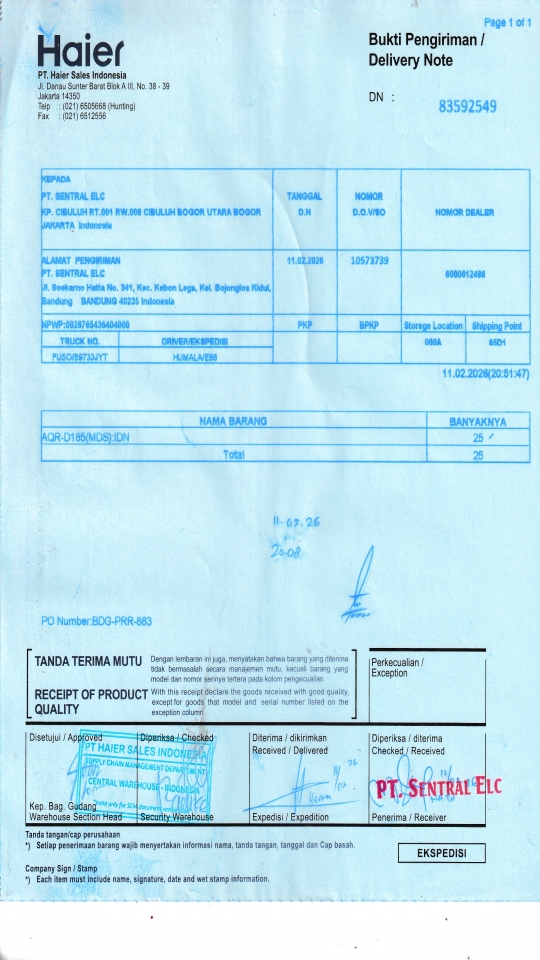 Page 1 of 1
Haier
Bukti Pengiriman /
Delivery Note
PT. Haier Sales Indonesia
Jl. Danau Sunter Barat Blok A III, No. 38 - 39
Jakarta 14350
Telp : (021) 6505668 (Hunting)
Fax : (021) 6512556
DN : 83592549
KEPADA
PT. SENTRAL ELC
KP. CIBULUH RT.001 RW.008 CIBULUH BOGOR UTARA BOGOR
JAKARTA Indonesia
TANGGAL
D.N
NOMOR
D.O.V/SO
NOMOR DEALER
ALAMAT PENGIRIMAN
PT. SENTRAL ELC
Jl. Soekarno Hatta No. 341, Kec. Kebon Lega, Kel. Bojongloa Kidul,
Bandung BANDUNG 40235 Indonesia
11.02.2026
10573739
NPWP:0028765436404000
PKP
BPKP
Storege Location
Shipping Point
TRUCK NO.
DRIVER/EKSPEDISI
000A
65D1
FUSO/B9733JYT
HUMALA/E88
11.02.2026(20:51:47)
NAMA BARANG
BANYAKNYA
AQR-D185(MDS):IDN
25
Total
25
11-02.26
20.08
PO Number:BDG-PRR-883
TANDA TERIMA MUTU
Dengan lembaran ini juga, menyatakan bahwa barang yang diterima
tidak bermasalah secara manajemen mutu, kecuali barang yang
model dan nomor serinya tertera pada kolom pengecualian
RECEIPT OF PRODUCT
QUALITY
With this receipt declare the goods received with good quality,
except for goods that model and serial number listed on the
exception column
Perkecualian /
Exception
Disetujui / Approved
Diperiksa / Checked
Diterima / dikirimkan
Received / Delivered
Diperiksa / diterima
Checked / Received
PT HAIER SALES INDONESIA
SUPPLY CHAIN MANAGEMENT DEPARTEMENT
CENTRAL WAREHOUSE - INDONESIA
PT. SENTRAL ELC
Kep. Bag. Gudang
Warehouse Section Head
Security Warehouse
Expedisi / Expedition
Penerima / Receiver
Tanda tangan/cap perusahaan
*) Setiap penerimaan barang wajib menyertakan informasi nama, tanda tangan, tanggal dan Cap basah.
EKSPEDISI
Company Sign / Stamp
*) Each item must include name, signature, date and wet stamp information.